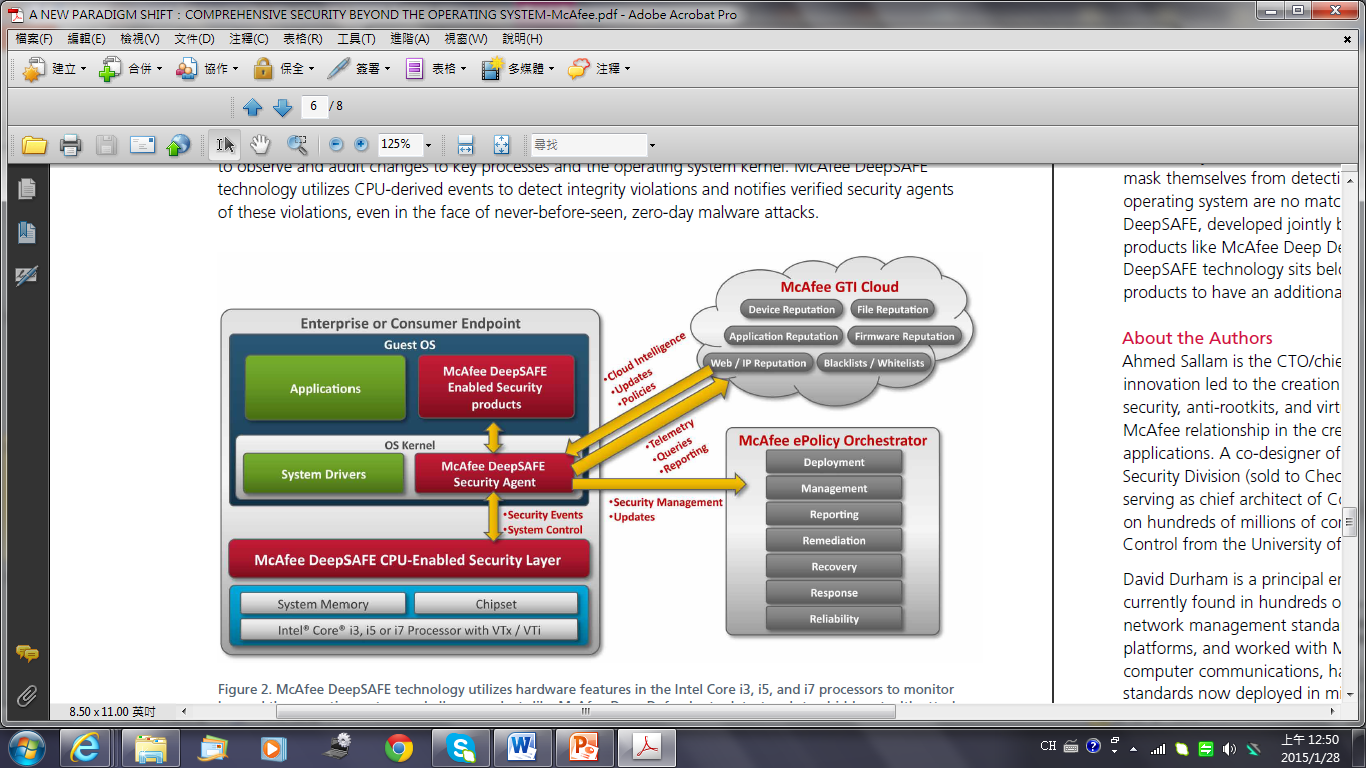 A NEW PARADIGM SHIFT：COMPREHENSIVE SECURITY BEYOND THE OPERATING SYSTEM-McAfee.pdf - Adobe Acrobat Pro
檔案(F) 編輯(E) 檢視(V) 文件(D) 注釋(C) 表格(R) 工具(T) 進階(A) 視窗(W) 說明(H)
建立 合併 協作 保全 簽署 表格 多媒體 注釋
6 / 8
125% 尋找
to observe and audit changes to key processes and the operating system kernel. McAfee DeepSAFE
technology utilizes CPU-derived events to detect integrity violations and notifies verified security agents
of these violations, even in the face of never-before-seen, zero-day malware attacks.
Enterprise or Consumer Endpoint
Guest OS
Applications
McAfee DeepSAFE
Enabled Security
products
OS Kernel
System Drivers
McAfee DeepSAFE
Security Agent
•Security Events
•System Control
McAfee DeepSAFE CPU-Enabled Security Layer
System Memory
Chipset
Intel® Core® i3, i5 or i7 Processor with VTx / VTi
•Cloud Intelligence
•Updates
•Policies
•Telemetry
•Queries
•Reporting
•Security Management
•Updates
McAfee GTI Cloud
Device Reputation
File Reputation
Application Reputation
Firmware Reputation
Web / IP Reputation
Blacklists / Whitelists
McAfee ePolicy Orchestrator
Deployment
Management
Reporting
Remediation
Recovery
Response
Reliability
Figure 2. McAfee DeepSAFE technology utilizes hardware features in the Intel Core i3, i5, and i7 processors to monitor
mask themselves from detecti
operating system are no matc
DeepSAFE, developed jointly b
products like McAfee Deep De
DeepSAFE technology sits belo
products to have an additiona
About the Authors
Ahmed Sallam is the CTO/chie
innovation led to the creation
security, anti-rootkits, and virt
McAfee relationship in the cre
applications. A co-designer of
Security Division (sold to Chec
serving as chief architect of Co
on hundreds of millions of con
Control from the University of
David Durham is a principal en
currently found in hundreds o
network management standa
platforms, and worked with M
computer communications, ha
standards now deployed in mi
8.50 x 11.00 英吋
CH
上午 12:50
2015/1/28